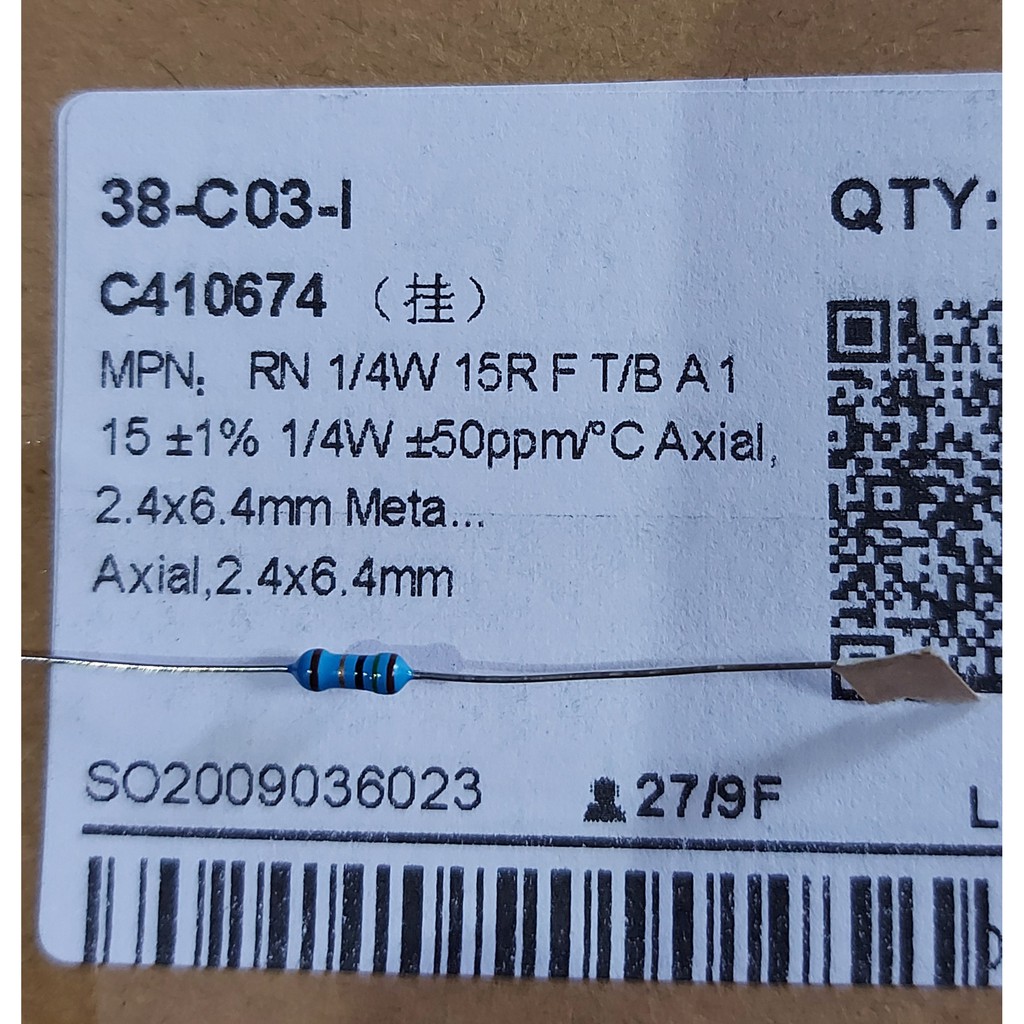 38-C03-I
QTY:
C410674 （挂）
MPN： RN 1/4W 15R F T/B A1
15 ±1% 1/4W ±50ppm/°C Axial,
2.4x6.4mm Meta...
Axial,2.4x6.4mm
SO2009036023
27/9F
L